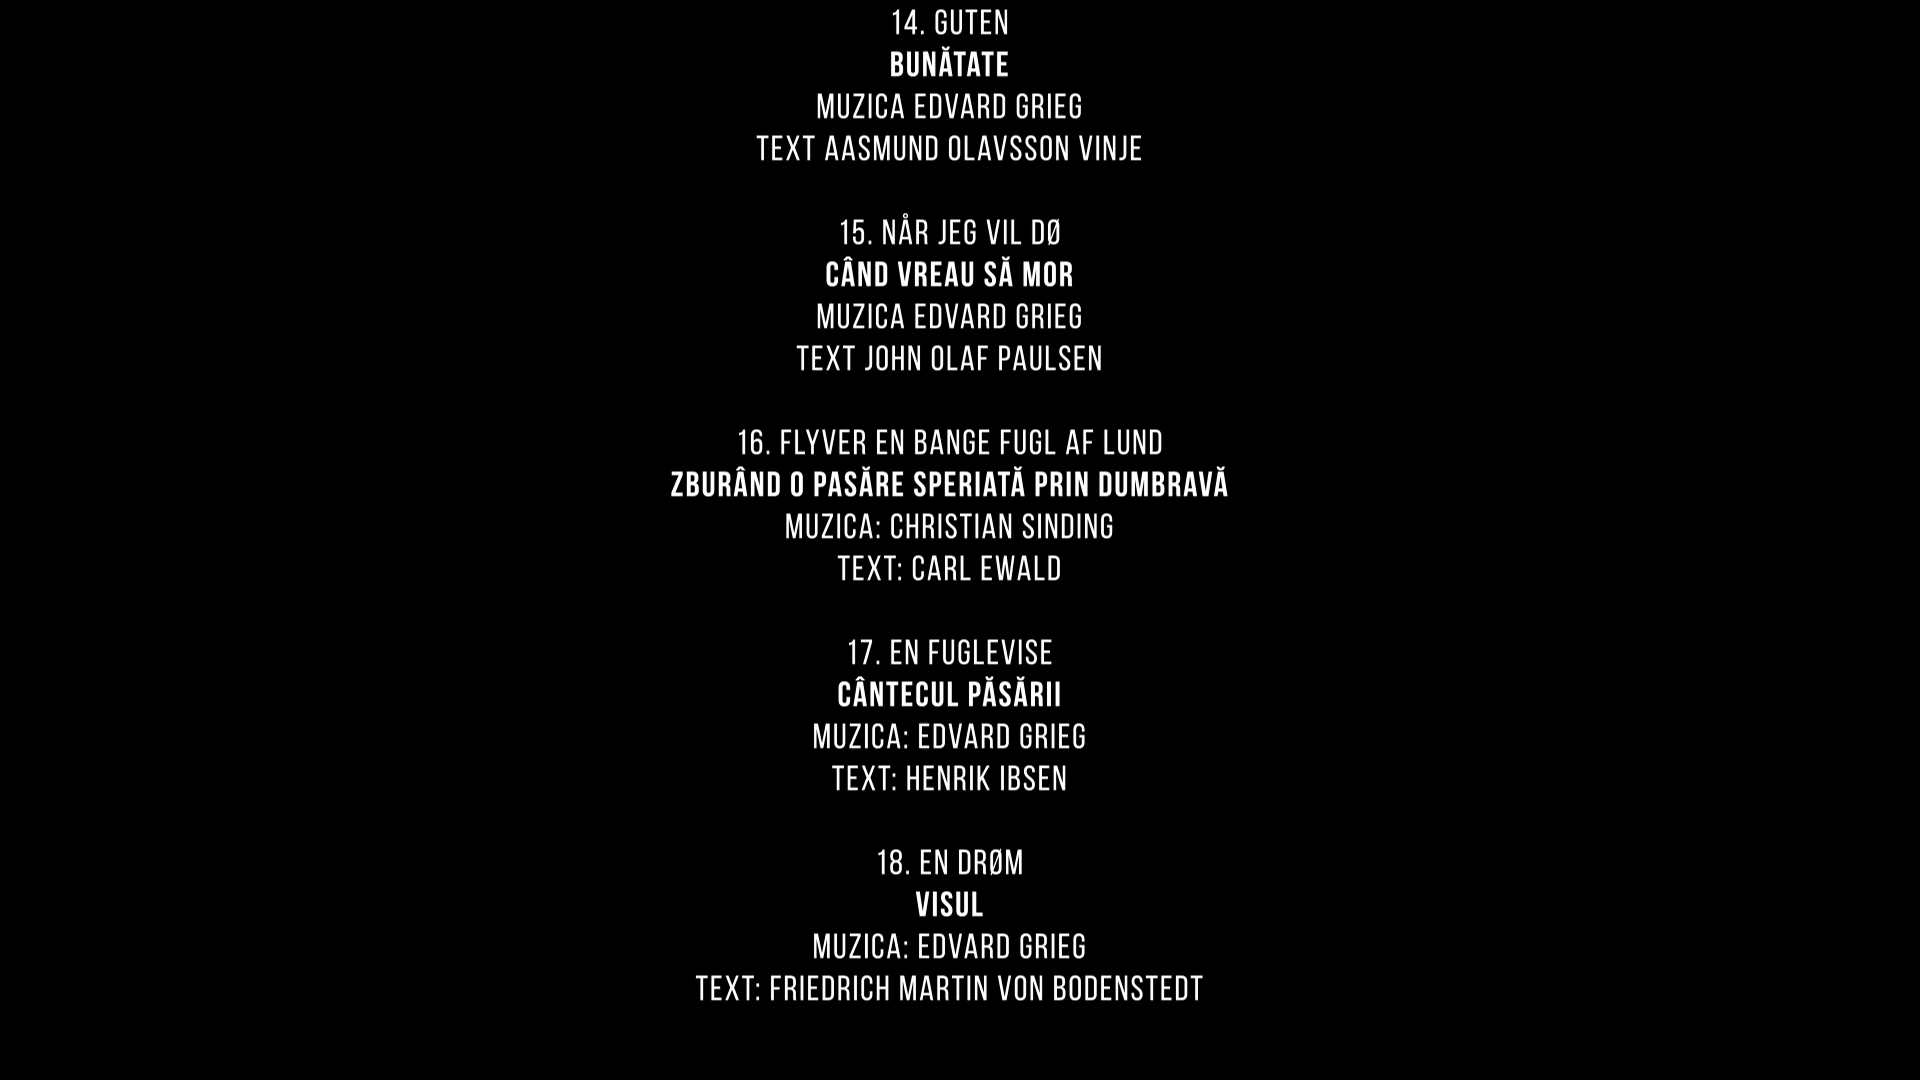 14. GUTEN
BUNĂTATE
MUZICA EDVARD GRIEG
TEXT AASMUND OLAVSSON VINJE
15. NÅR JEG VIL DØ
CÂND VREAU SĂ MOR
MUZICA EDVARD GRIEG
TEXT JOHN OLAF PAULSEN
16. FLYVER EN BANGE FUGL AF LUND
ZBURÂND O PASĂRE SPERIATĂ PRIN DUMBRAVĂ
MUZICA: CHRISTIAN SINDING
TEXT: CARL EWALD
17. EN FUGLEVISE
CÂNTECUL PĂSĂRII
MUZICA: EDVARD GRIEG
TEXT: HENRIK IBSEN
18. EN DRØM
VISUL
MUZICA: EDVARD GRIEG
TEXT: FRIEDRICH MARTIN VON BODENSTEDT